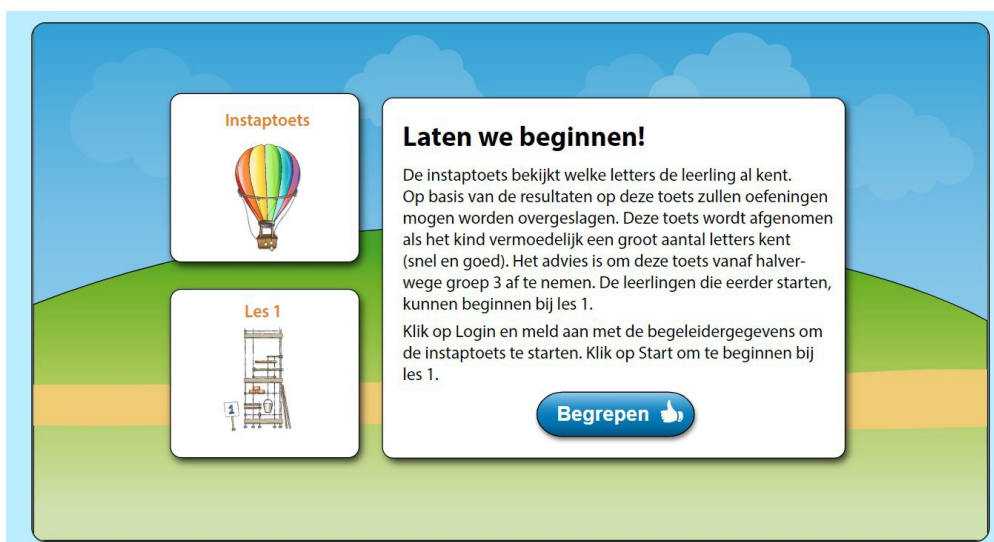 Instaptoets
Les 1
1
Laten we beginnen!
De instaptoets bekijkt welke letters de leerling al kent.
Op basis van de resultaten op deze toets zullen oefeningen
mogen worden overgeslagen. Deze toets wordt afgenomen
als het kind vermoedelijk een groot aantal letters kent
(snel en goed). Het advies is om deze toets vanaf halver-
wege groep 3 af te nemen. De leerlingen die eerder starten,
kunnen beginnen bij les 1.
Klik op Login en meld aan met de begeleidergegevens om
de instaptoets te starten. Klik op Start om te beginnen bij
les 1.
Begrepen